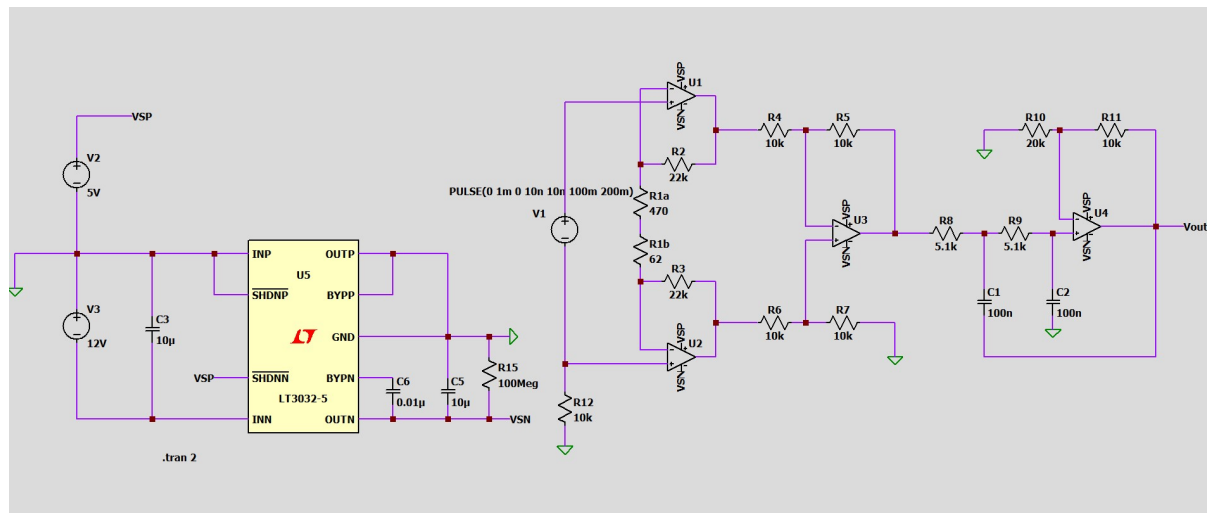 VSP
V2
5V
V3
12V
C3
10µ
INP
SHDNP
SHDNN
INN
U5
LT
LT3032-5
OUTP
BYPP
GND
BYPN
OUTN
VSP
C6
0.01µ
C5
10µ
R15
100Meg
VSN
.tran 2
PULSE(0 1m 0 10n 10n 100m 200m)
V1
R12
10k
VSP
U1
VSN
R2
22k
R1a
470
R1b
62
R3
22k
VSP
U2
VSN
R4
10k
R5
10k
VSP
U3
VSN
R6
10k
R7
10k
R8
5.1k
R9
5.1k
C1
100n
C2
100n
R10
20k
R11
10k
VSP
U4
VSN
Vout